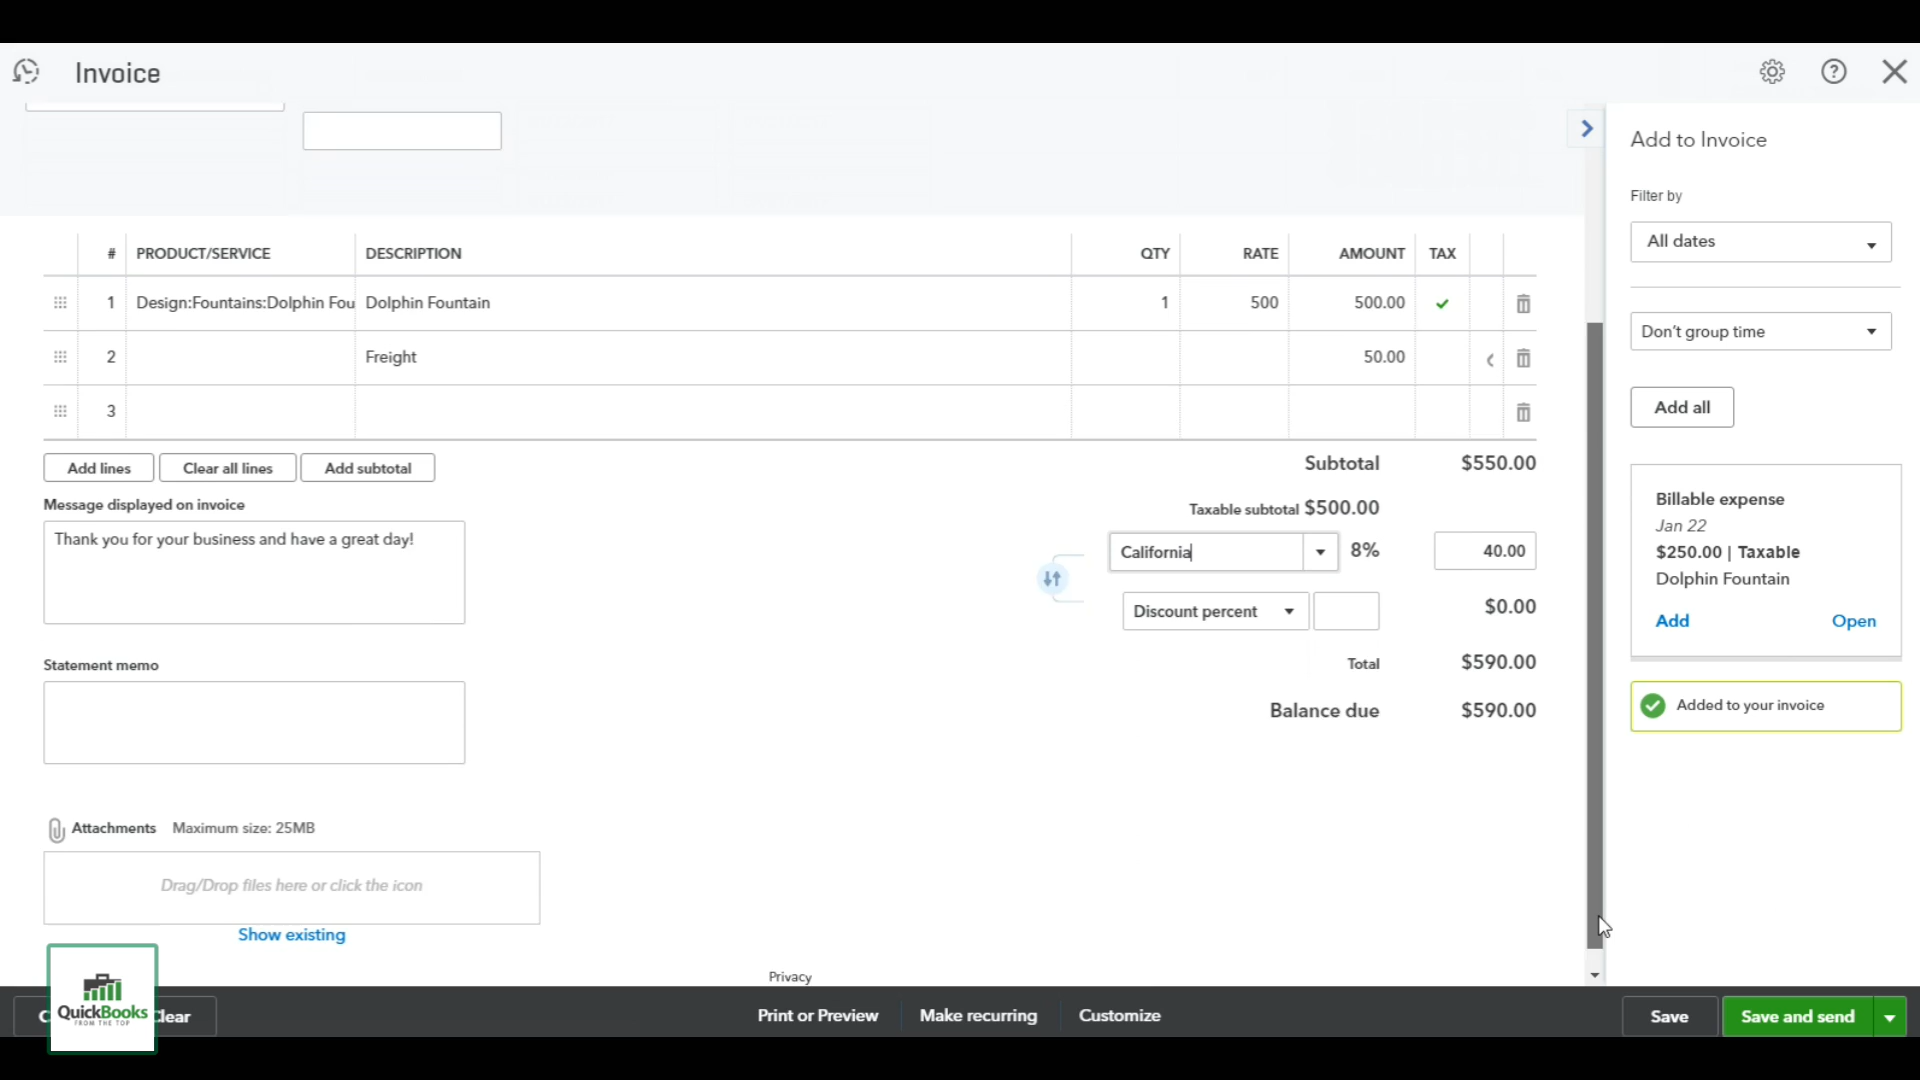 Invoice
Add to Invoice
Filter by
All dates
Don't group time
Add all
# PRODUCT/SERVICE DESCRIPTION QTY RATE AMOUNT TAX
1 Design:Fountains:Dolphin Fou Dolphin Fountain 1 500 500.00
2 Freight 50.00
3
Add lines Clear all lines Add subtotal
Subtotal $550.00
Message displayed on invoice
Taxable subtotal $500.00
Thank you for your business and have a great day!
California 8% 40.00
Discount percent $0.00
Statement memo
Total $590.00
Balance due $590.00
Billable expense
Jan 22
$250.00 | Taxable
Dolphin Fountain
Add Open
Added to your invoice
Attachments Maximum size: 25MB
Drag/Drop files here or click the icon
Show existing
Privacy
QuickBooks
FROM THE TOP
Clear
Print or Preview Make recurring Customize
Save Save and send